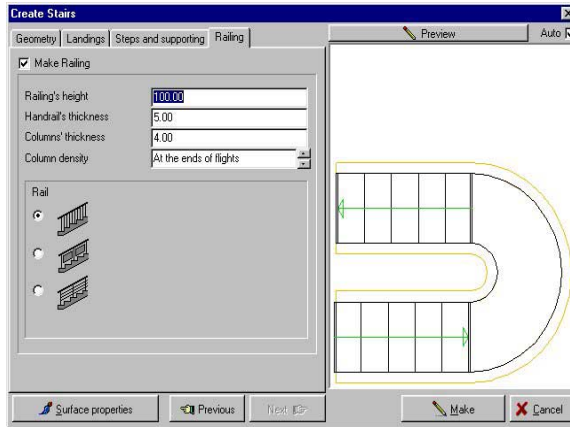 Create Stairs
Geometry Landings Steps and supporting Railing
Preview Auto
Make Railing
Railing's height 100.00
Handrail's thickness 5.00
Columns' thickness 4.00
Column density At the ends of flights
Rail
Surface properties Previous Next Make Cancel